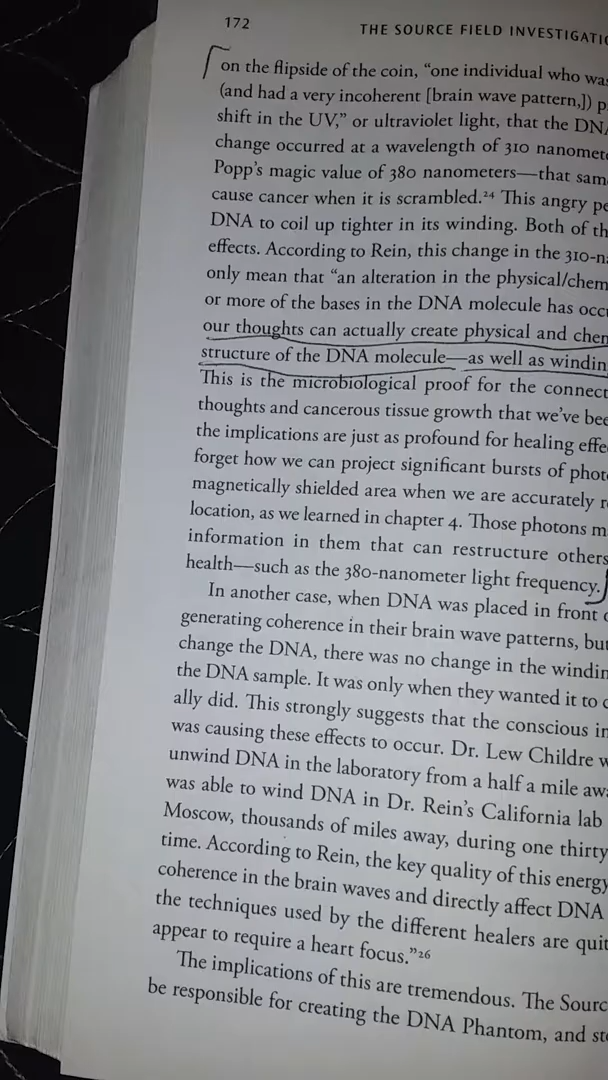 172
THE SOURCE FIELD INVESTIGATIO
on the flipside of the coin, “one individual who was
(and had a very incoherent [brain wave pattern,]) p
shift in the UV,” or ultraviolet light, that the DNA
change occurred at a wavelength of 310 nanomet
Popp’s magic value of 380 nanometers—that sam
cause cancer when it is scrambled.24 This angry pe
DNA to coil up tighter in its winding. Both of th
effects. According to Rein, this change in the 310-n
only mean that “an alteration in the physical/chem
or more of the bases in the DNA molecule has occu
our thoughts can actually create physical and chem
structure of the DNA molecule—as well as windin
This is the microbiological proof for the connect
thoughts and cancerous tissue growth that we’ve bee
the implications are just as profound for healing effe
forget how we can project significant bursts of phot
magnetically shielded area when we are accurately r
location, as we learned in chapter 4. Those photons m
information in them that can restructure others
health—such as the 380-nanometer light frequency.
In another case, when DNA was placed in front o
generating coherence in their brain wave patterns, but
change the DNA, there was no change in the windin
the DNA sample. It was only when they wanted it to c
ally did. This strongly suggests that the conscious in
was causing these effects to occur. Dr. Lew Childre w
unwind DNA in the laboratory from a half a mile awa
was able to wind DNA in Dr. Rein’s California lab
Moscow, thousands of miles away, during one thirty
time. According to Rein, the key quality of this energy
coherence in the brain waves and directly affect DNA
the techniques used by the different healers are quit
appear to require a heart focus.”26
The implications of this are tremendous. The Sourc
be responsible for creating the DNA Phantom, and sto